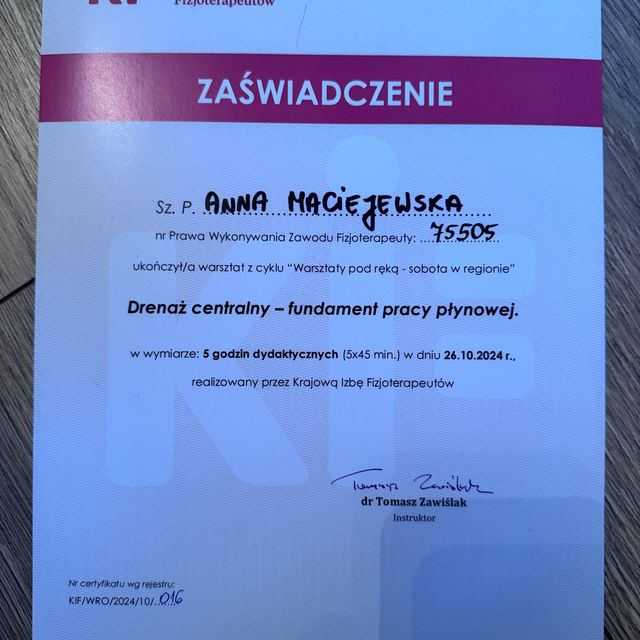 Fizjoterapeutów
ZAŚWIADCZENIE
Sz. P. ANNA MACIEJEWSKA
nr Prawa Wykonywania Zawodu Fizjoterapeuty: 75505
ukończył/a warsztat z cyklu "Warsztaty pod ręką - sobota w regionie"
Drenaż centralny – fundament pracy płynowej.
w wymiarze: 5 godzin dydaktycznych (5x45 min.) w dniu 26.10.2024 r.,
realizowany przez Krajową Izbę Fizjoterapeutów
Tomasz Zawiślak
dr Tomasz Zawiślak
Instruktor
Nr certyfikatu wg rejestru:
KIF/WRO/2024/10/...016